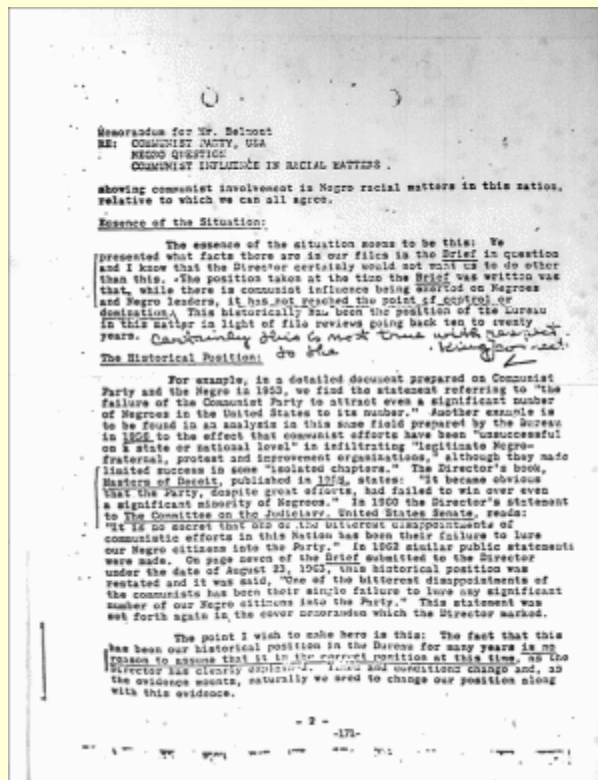 Memorandum for Mr. Belmont
RE: COMMUNIST PARTY, USA
NEGRO QUESTION
COMMUNIST INFLUENCE IN RACIAL MATTERS
showing communist involvement in Negro racial matters in this nation,
relative to which we can all agree.
Essence of the Situation:
The essence of the situation seems to be this: We
presented what facts there are in our files in the Brief in question
and I know that the Director certainly would not want us to do other
than this. The position taken at the time the Brief was written was
that, while there is communist influence being exerted on Negroes
and Negro leaders, it has not reached the point of control or
domination. This historically has been the position of the Bureau
in this matter in light of file reviews going back ten to twenty
years. Certainly this is not true with respect
to the King connec.
The Historical Position:
For example, in a detailed document prepared on Communist
Party and the Negro in 1953, we find the statement referring to "the
failure of the Communist Party to attract even a significant number
of Negroes in the United States to its number." Another example is
to be found in an analysis in this same field prepared by the Bureau
in 1956 to the effect that communist efforts have been "unsuccessful
on a state or national level" in infiltrating "legitimate Negro
fraternal, protest and improvement organizations," although they made
limited success in some "isolated chapters." The Director's book,
Masters of Deceit, published in 1958, states: "It became obvious
that the Party, despite great efforts, had failed to win over even
a significant minority of Negroes." In 1960 the Director's statement
to The Committee on the Judiciary, United States Senate, reads:
"It is no secret that one of the bitterest disappointments of
communistic efforts in this Nation has been their failure to lure
our Negro citizens into the Party." In 1962 similar public statements
were made. On page seven of the Brief submitted to the Director
under the date of August 23, 1963, this historical position was
restated and it was said, "One of the bitterest disappointments of
the communists has been their single failure to lure any significant
number of our Negro citizens into the Party." This statement was
set forth again in the cover memorandum which the Director marked.
The point I wish to make here is this: The fact that this
has been our historical position in the Bureau for many years is no
reason to assume that it is the correct position at this time, as the
Director has clearly explained. Times and conditions change and, as
the evidence mounts, naturally we need to change our position along
with this evidence.
- 2 -
-171-